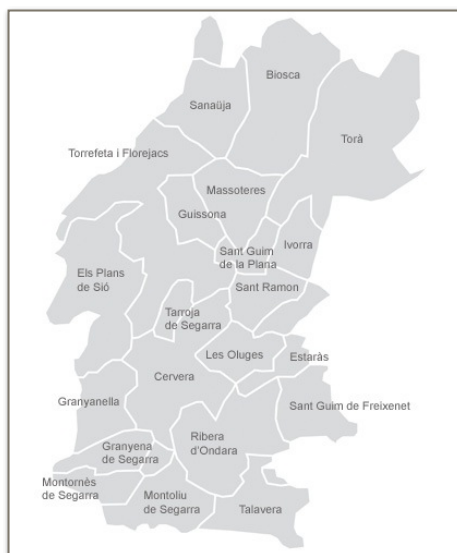 Biosca
Sanaüja
Torà
Torrefeta i Florejacs
Massoteres
Guissona
Sant Guim
de la Plana
Ivorra
Els Plans
de Sió
Sant Ramon
Tarroja
de Segarra
Les Oluges
Estaràs
Cervera
Granyanella
Sant Guim de Freixenet
Ribera
d'Ondara
Granyena
de Segarra
Montornès
de Segarra
Montoliu
de Segarra
Talavera